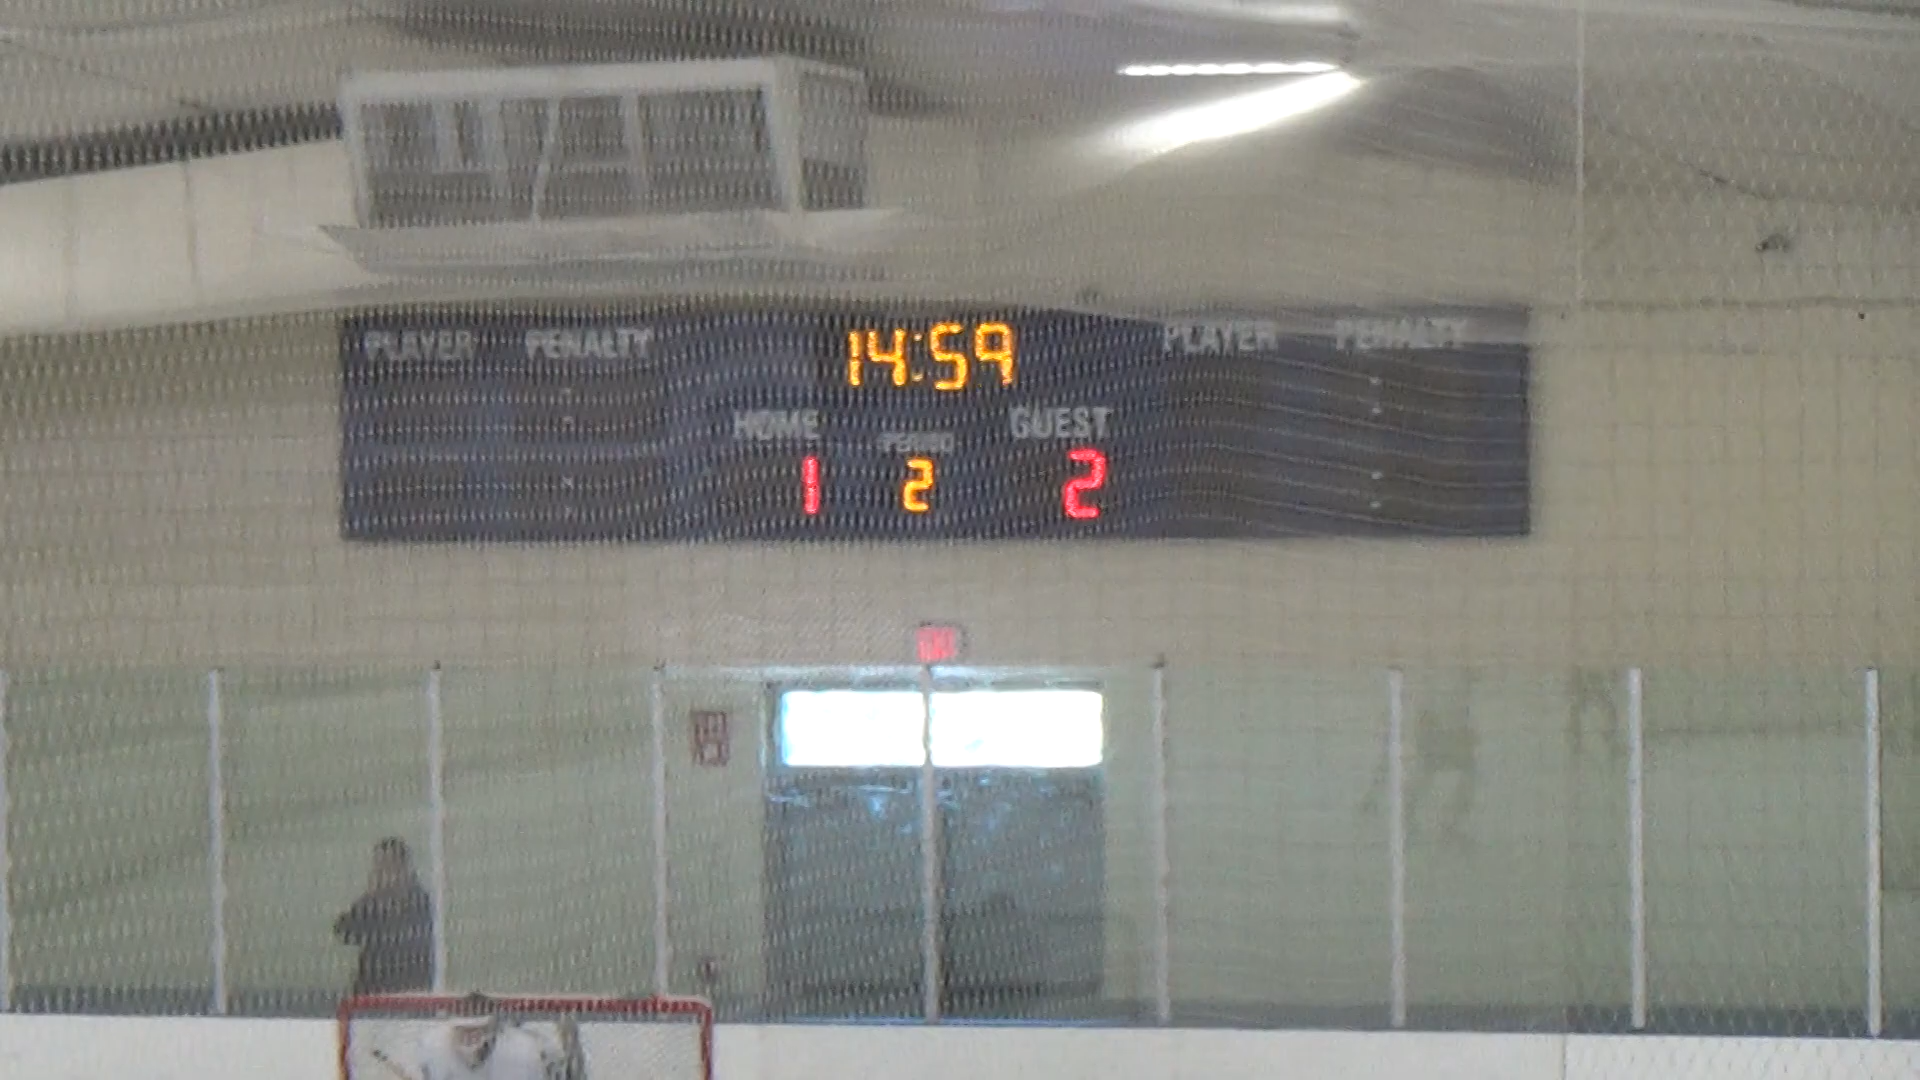 PLAYER PENALTY 14:59 PLAYER PENALTY
HOME PERIOD GUEST
1 2 2